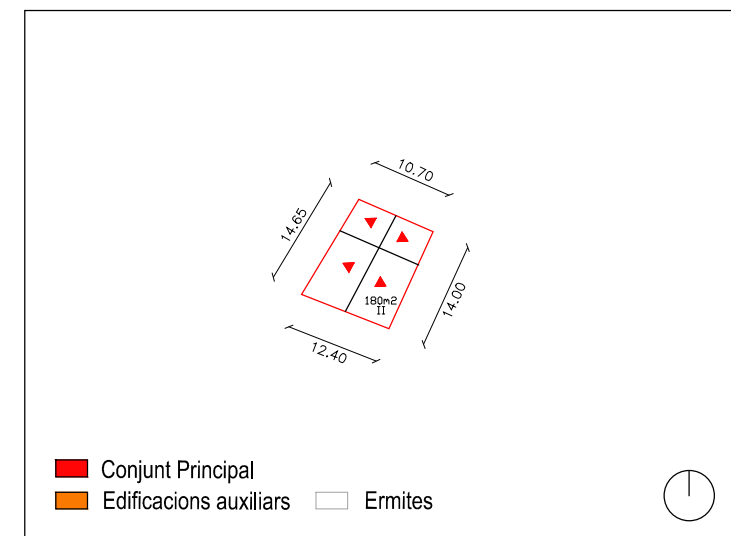 10.70
14.65
180m2
II
14.00
12.40
Conjunt Principal
Edificacions auxiliars
Ermites